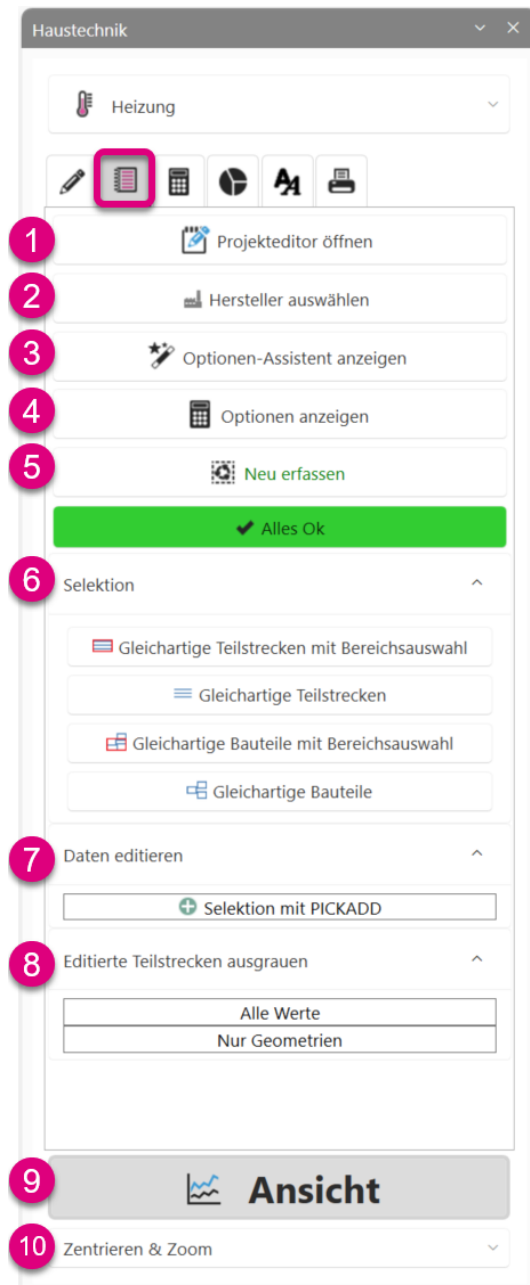 Haustechnik
Heizung
1 Projekteditor öffnen
2 Hersteller auswählen
3 Optionen-Assistent anzeigen
4 Optionen anzeigen
5 Neu erfassen
Alles Ok
6 Selektion
Gleichartige Teilstrecken mit Bereichsauswahl
Gleichartige Teilstrecken
Gleichartige Bauteile mit Bereichsauswahl
Gleichartige Bauteile
7 Daten editieren
Selektion mit PICKADD
8 Editierte Teilstrecken ausgrauen
Alle Werte
Nur Geometrien
9 Ansicht
10 Zentrieren & Zoom